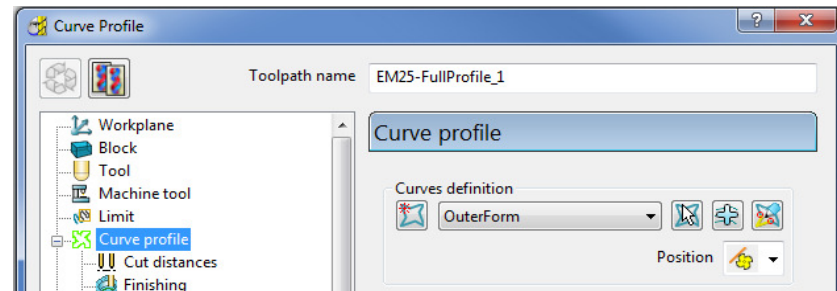 Curve Profile
Toolpath name EM25-FullProfile_1
Workplane
Block
Tool
Machine tool
Limit
Curve profile
Cut distances
Finishing
Curve profile
Curves definition
OuterForm
Position